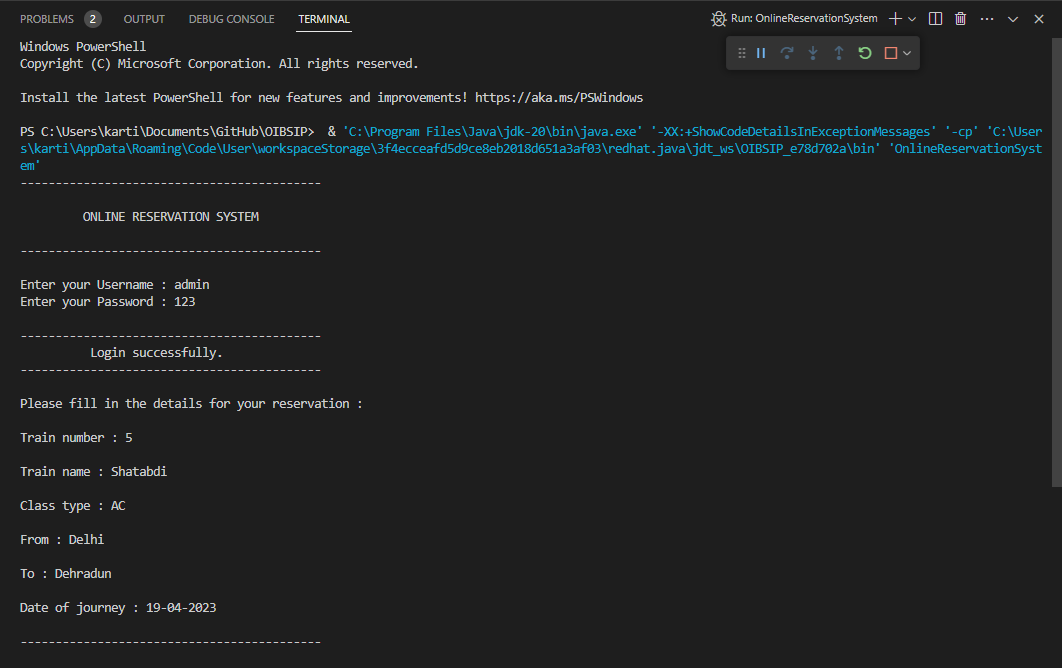 PROBLEMS 2 OUTPUT DEBUG CONSOLE TERMINAL Run: OnlineReservationSystem
Windows PowerShell
Copyright (C) Microsoft Corporation. All rights reserved.
Install the latest PowerShell for new features and improvements! https://aka.ms/PSWindows
PS C:\Users\karti\Documents\GitHub\OIBSIP>  & 'C:\Program Files\Java\jdk-20\bin\java.exe' '-XX:+ShowCodeDetailsInExceptionMessages' '-cp' 'C:\User
s\karti\AppData\Roaming\Code\User\workspaceStorage\3f4ecceafd5d9ce8eb2018d651a3af03\redhat.java\jdt_ws\OIBSIP_e78d702a\bin' 'OnlineReservationSyst
em'
-------------------------------------------
ONLINE RESERVATION SYSTEM
-------------------------------------------
Enter your Username : admin
Enter your Password : 123
-------------------------------------------
Login successfully.
-------------------------------------------
Please fill in the details for your reservation :
Train number : 5
Train name : Shatabdi
Class type : AC
From : Delhi
To : Dehradun
Date of journey : 19-04-2023
-------------------------------------------